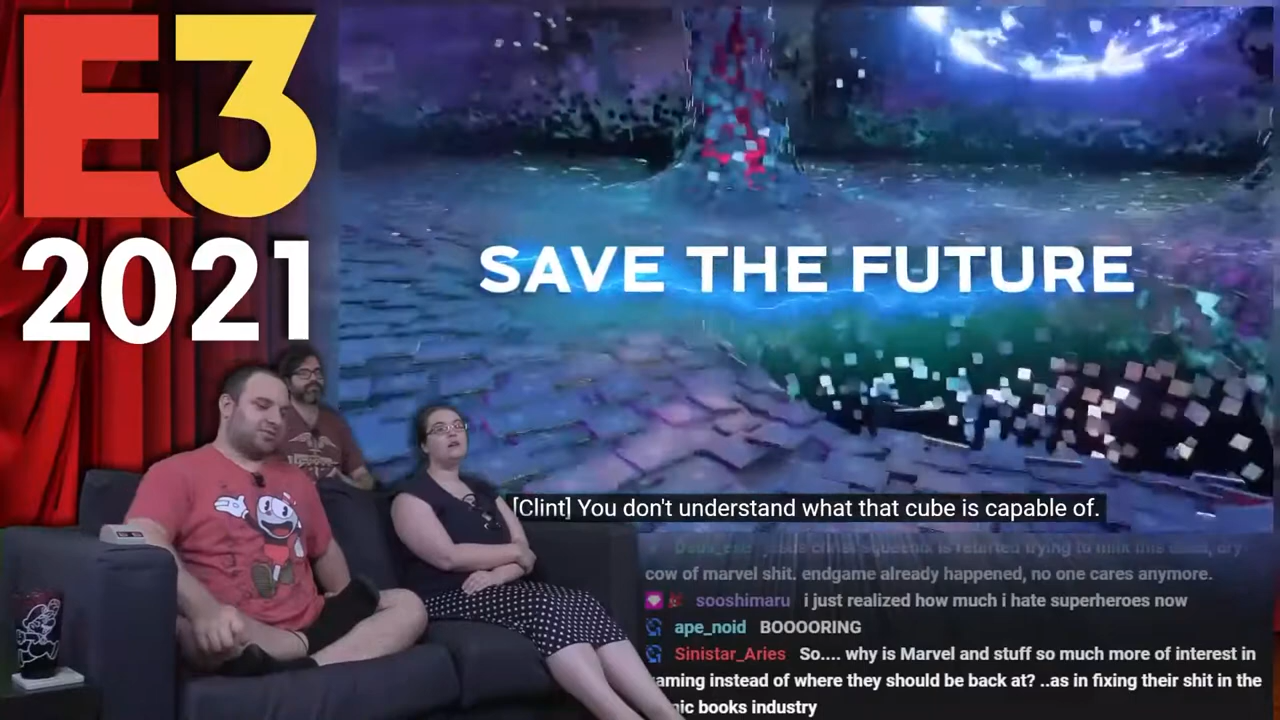 E3
2021
SAVE THE FUTURE
[Clint] You don't understand what that cube is capable of.
cow of marvel shit. endgame already happened, no one cares anymore.
sooshimaru i just realized how much i hate superheroes now
ape_noid BOOOORING
Sinistar_Aries So.... why is Marvel and stuff so much more of interest in
aming instead of where they should be back at? ..as in fixing their shit in the
ic books industry